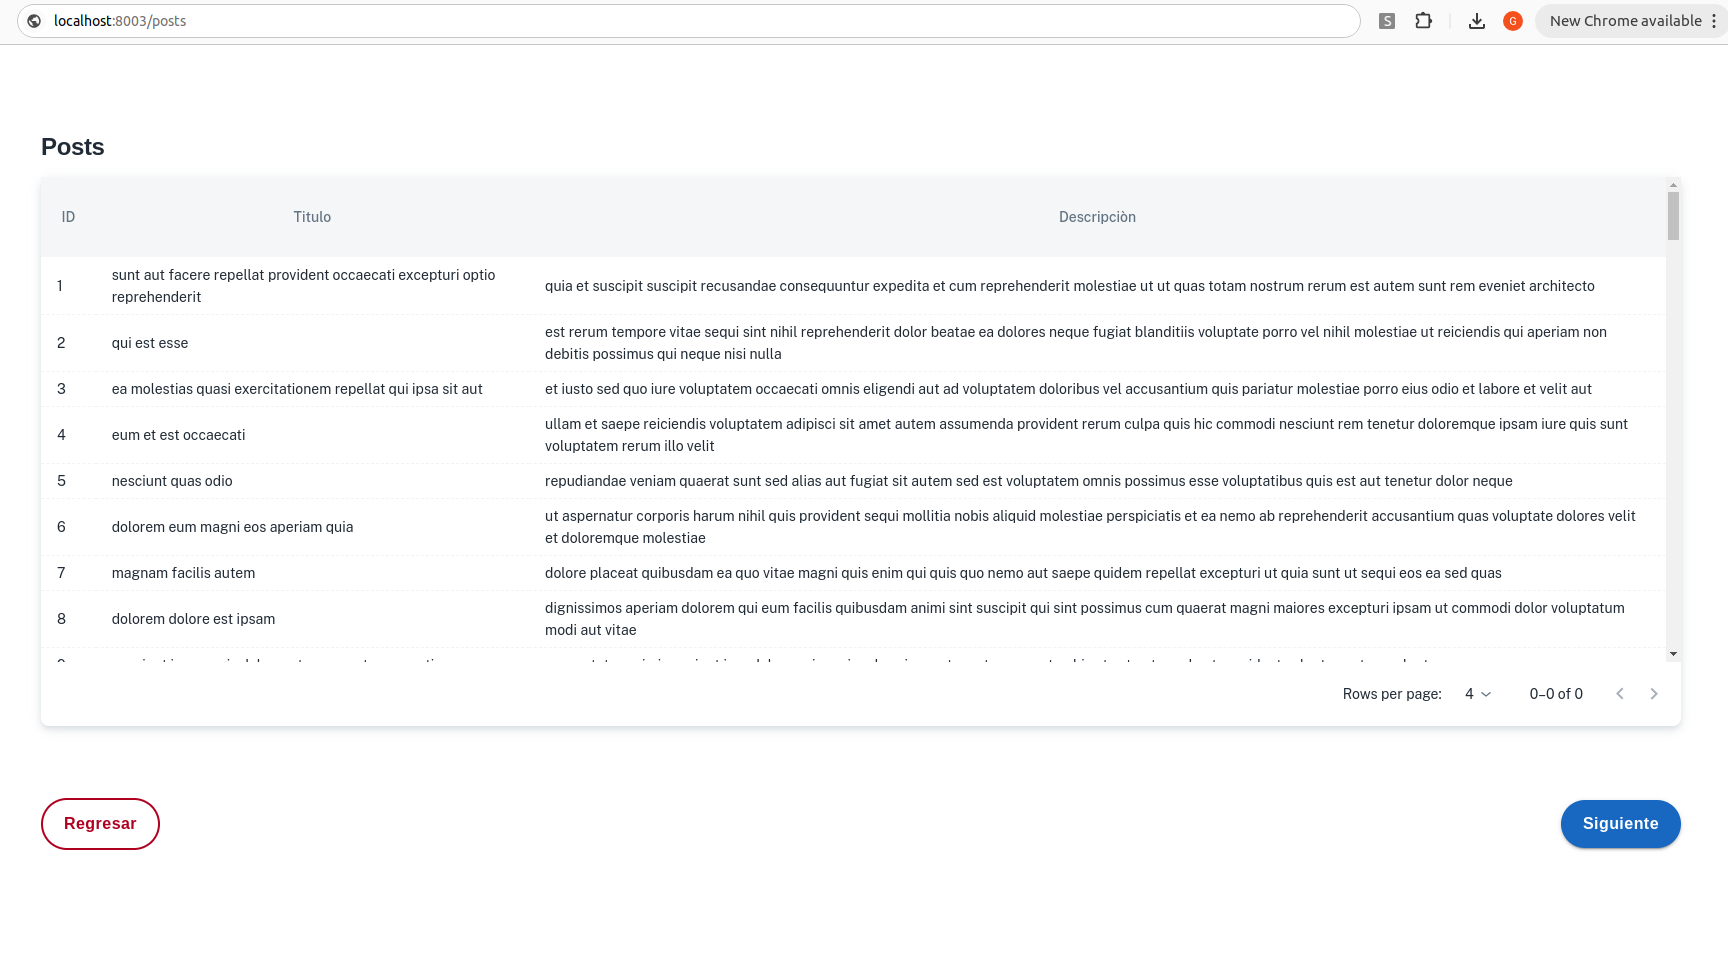 localhost:8003/posts
S
G
New Chrome available
Posts
ID Titulo Descripciòn
1 sunt aut facere repellat provident occaecati excepturi optio
reprehenderit
quia et suscipit suscipit recusandae consequuntur expedita et cum reprehenderit molestiae ut ut quas totam nostrum rerum est autem sunt rem eveniet architecto
2 qui est esse
est rerum tempore vitae sequi sint nihil reprehenderit dolor beatae ea dolores neque fugiat blanditiis voluptate porro vel nihil molestiae ut reiciendis qui aperiam non
debitis possimus qui neque nisi nulla
3 ea molestias quasi exercitationem repellat qui ipsa sit aut
et iusto sed quo iure voluptatem occaecati omnis eligendi aut ad voluptatem doloribus vel accusantium quis pariatur molestiae porro eius odio et labore et velit aut
4 eum et est occaecati
ullam et saepe reiciendis voluptatem adipisci sit amet autem assumenda provident rerum culpa quis hic commodi nesciunt rem tenetur doloremque ipsam iure quis sunt
voluptatem rerum illo velit
5 nesciunt quas odio
repudiandae veniam quaerat sunt sed alias aut fugiat sit autem sed est voluptatem omnis possimus esse voluptatibus quis est aut tenetur dolor neque
6 dolorem eum magni eos aperiam quia
ut aspernatur corporis harum nihil quis provident sequi mollitia nobis aliquid molestiae perspiciatis et ea nemo ab reprehenderit accusantium quas voluptate dolores velit
et doloremque molestiae
7 magnam facilis autem
dolore placeat quibusdam ea quo vitae magni quis enim qui quis quo nemo aut saepe quidem repellat excepturi ut quia sunt ut sequi eos ea sed quas
8 dolorem dolore est ipsam
dignissimos aperiam dolorem qui eum facilis quibusdam animi sint suscipit qui sint possimus cum quaerat magni maiores excepturi ipsam ut commodi dolor voluptatum
modi aut vitae
Rows per page: 4 0–0 of 0
Regresar
Siguiente